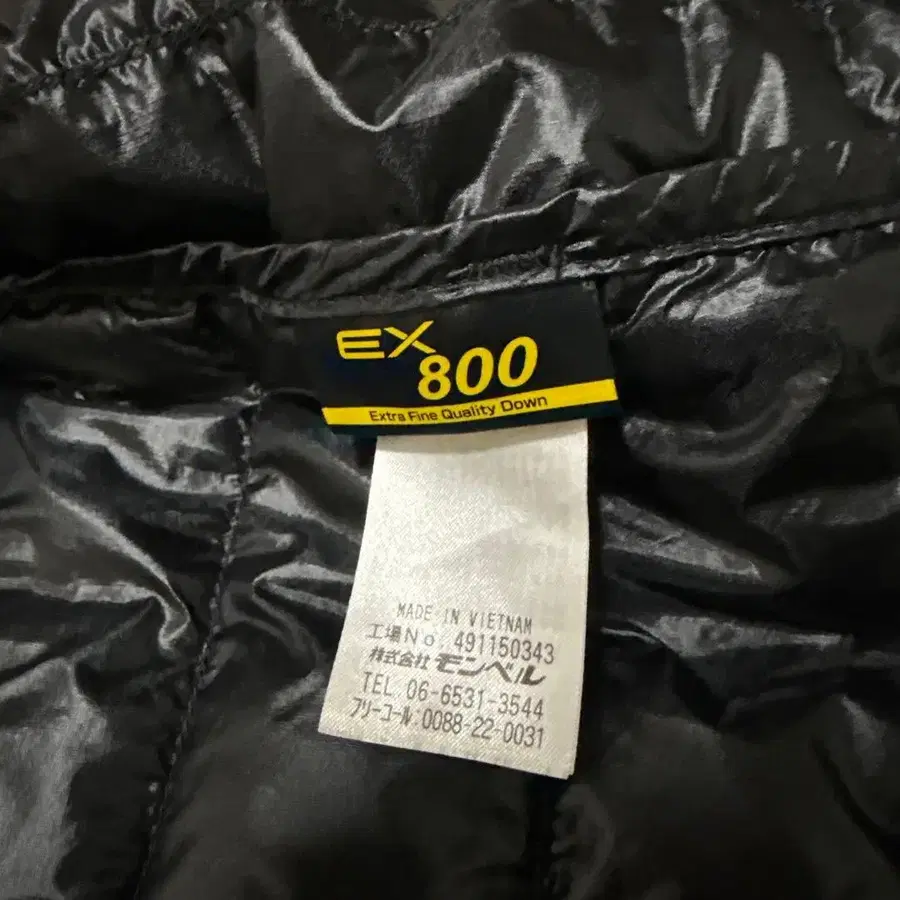 EX
800
Extra Fine Quality Down
MADE IN VIETNAM
工場No 491150343
株式会社 モンベル
TEL 06-6531-3544
フリーコール:0088-22-0031